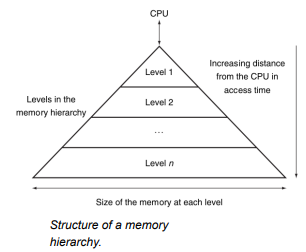 CPU
Level 1
Increasing distance
from the CPU in
access time
Levels in the
memory hierarchy
Level 2
...
Level n
Size of the memory at each level
Structure of a memory
hierarchy.